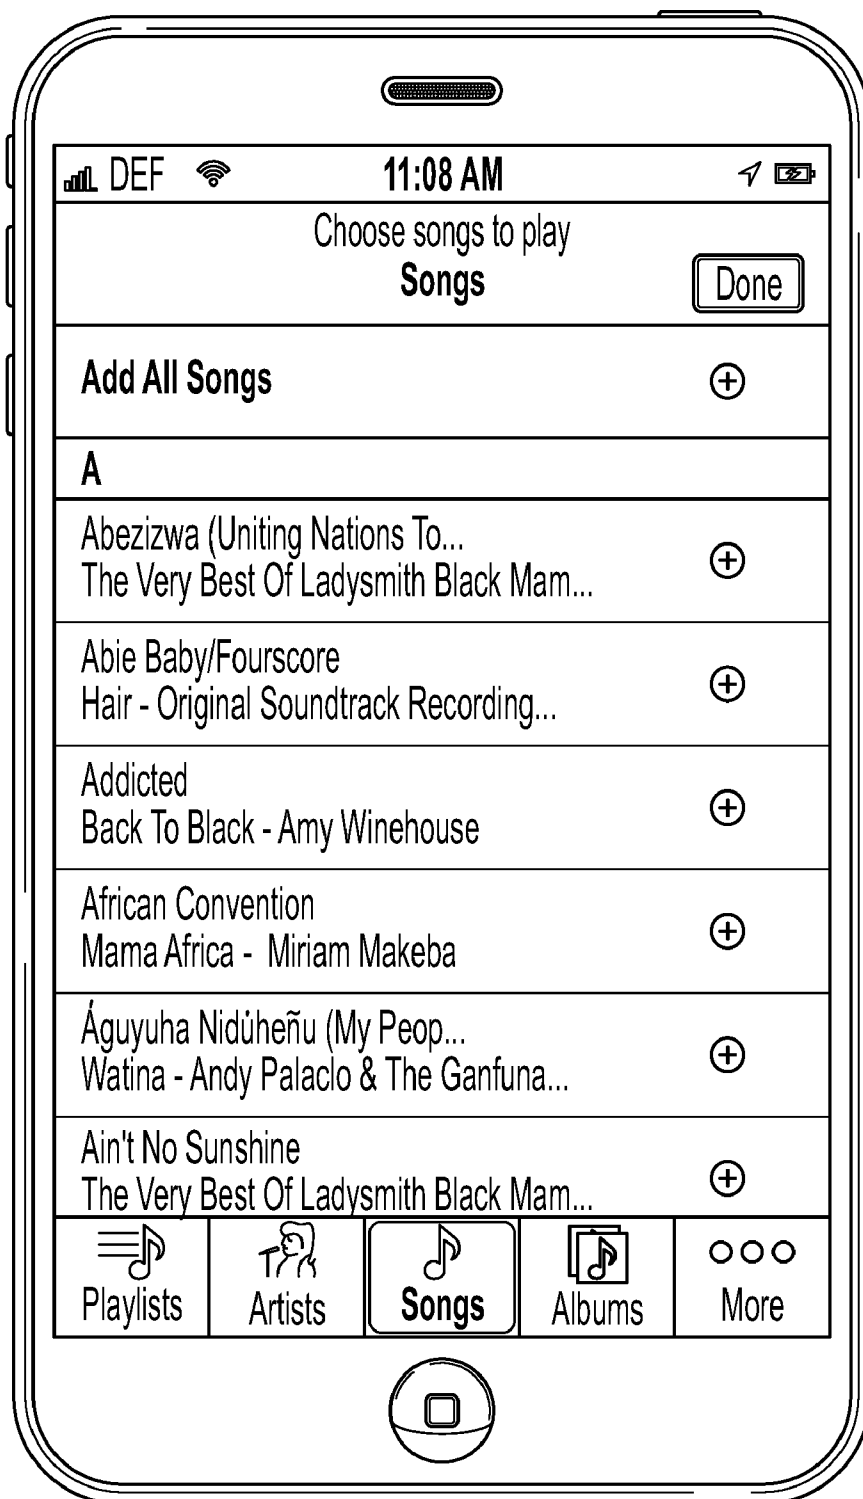 DEF 11:08 AM
Choose songs to play
Songs
Done
Add All Songs
A
Abezizwa (Uniting Nations To...
The Very Best Of Ladysmith Black Mam...
Abie Baby/Fourscore
Hair - Original Soundtrack Recording...
Addicted
Back To Black - Amy Winehouse
African Convention
Mama Africa - Miriam Makeba
Águyuha Nidúheñu (My Peop...
Watina - Andy Palaclo & The Ganfuna...
Ain't No Sunshine
The Very Best Of Ladysmith Black Mam...
Playlists Artists Songs Albums More